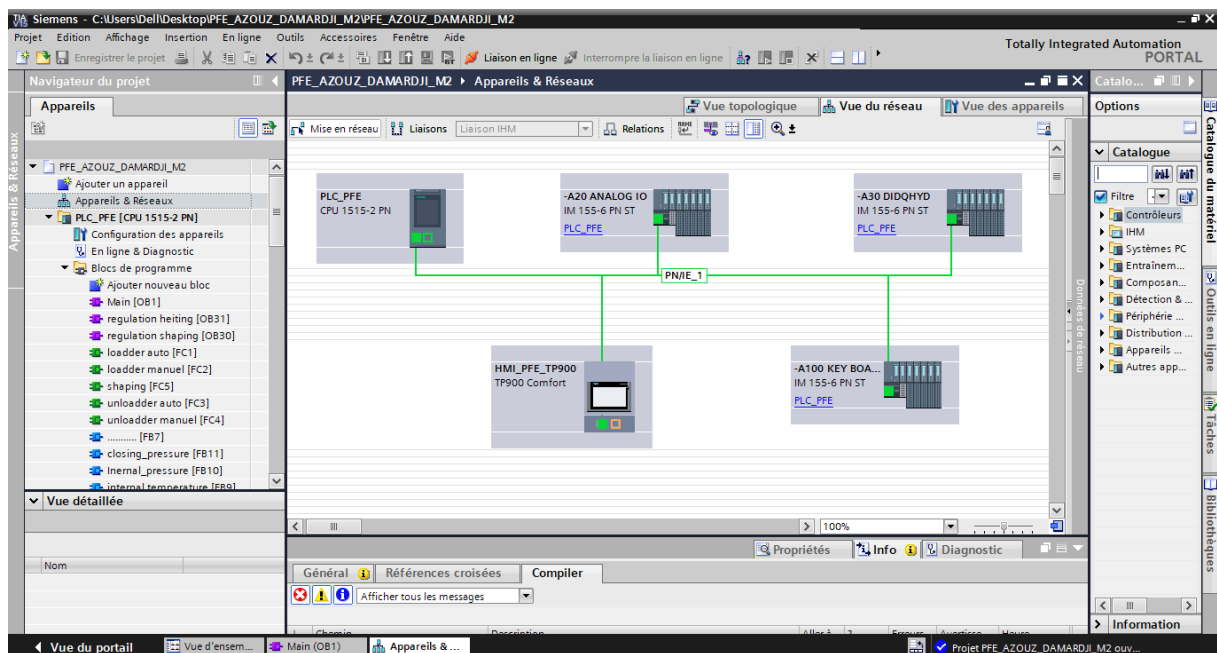 Siemens - C:\Users\Dell\Desktop\PFE_AZOUZ_DAMARDJI_M2\PFE_AZOUZ_DAMARDJI_M2
Projet Edition Affichage Insertion En ligne Outils Accessoires Fenêtre Aide
Totally Integrated Automation
PORTAL
Enregistrer le projet
Liaison en ligne
Interrompre la liaison en ligne
Navigateur du projet
PFE_AZOUZ_DAMARDJI_M2 Appareils & Réseaux
Catalo...
Appareils
Vue topologique
Vue du réseau
Vue des appareils
Options
Mise en réseau
Liaisons
Liaison IHM
Relations
Appareils & Réseaux
PFE_AZOUZ_DAMARDJI_M2
Ajouter un appareil
Appareils & Réseaux
PLC_PFE [CPU 1515-2 PN]
Configuration des appareils
En ligne & Diagnostic
Blocs de programme
Ajouter nouveau bloc
Main [OB1]
regulation heiting [OB31]
regulation shaping [OB30]
loadder auto [FC1]
loadder manuel [FC2]
shaping [FC5]
unloadder auto [FC3]
unloadder manuel [FC4]
........... [FB7]
closing_pressure [FB11]
Inernal_pressure [FB10]
internal temperature [FB9]
Vue détaillée
Nom
PLC_PFE
CPU 1515-2 PN
-A20 ANALOG IO
IM 155-6 PN ST
PLC_PFE
-A30 DIDQHYD
IM 155-6 PN ST
PLC_PFE
PN/IE_1
HMI_PFE_TP900
TP900 Comfort
-A100 KEY BOA...
IM 155-6 PN ST
PLC_PFE
Données de réseau
100%
Propriétés
Info
Diagnostic
Général
Références croisées
Compiler
Afficher tous les messages
! Chemin Description Aller à ? Erreurs Avertisse... Heure
Catalogue
Filtre
Contrôleurs
IHM
Systèmes PC
Entraînem...
Composan...
Détection & ...
Périphérie ...
Distribution ...
Appareils ...
Autres app...
Information
Catalogue du matériel
Outils en ligne
Tâches
Bibliothèques
Vue du portail
Vue d'ensem...
Main (OB1)
Appareils & ...
Projet PFE_AZOUZ_DAMARDJI_M2 ouv...